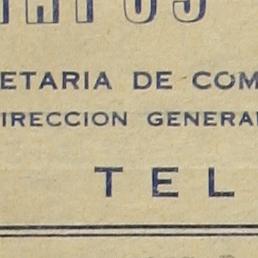 ETARIA DE COM
IRECCION GENERA
TEL